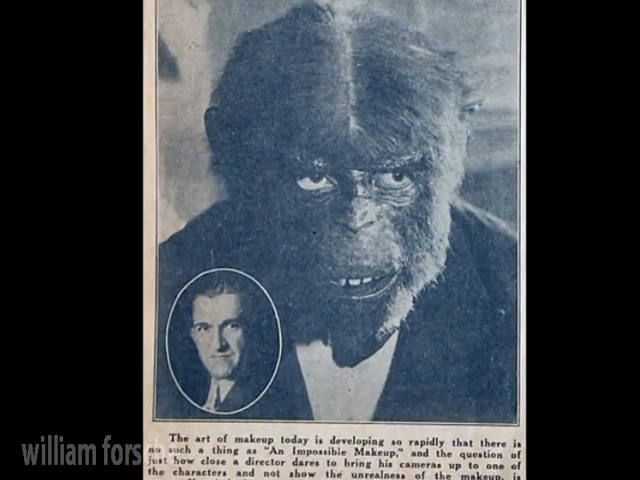 The art of makeup today is developing so rapidly that there is
no such a thing as "An Impossible Makeup," and the question of
just how close a director dares to bring his cameras up to one of
the characters and not show the unrealness of the makeup, is
william fors